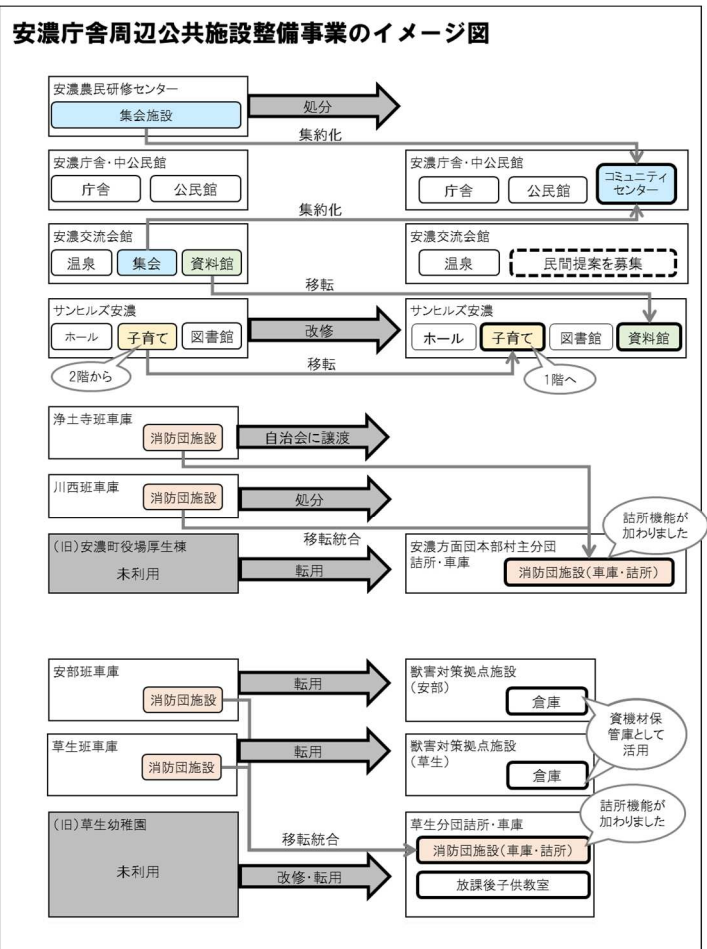 安濃庁舎周辺公共施設整備事業のイメージ図
安濃農民研修センター
集会施設
処分
集約化
安濃庁舎・中公民館
庁舎
公民館
安濃庁舎・中公民館
庁舎
公民館
コミュニティ
センター
集約化
安濃交流会館
温泉
集会
資料館
安濃交流会館
温泉
民間提案を募集
移転
サンヒルズ安濃
ホール
子育て
図書館
改修
サンヒルズ安濃
ホール
子育て
図書館
資料館
移転
2階から
1階へ
浄土寺班車庫
消防団施設
自治会に譲渡
川西班車庫
消防団施設
処分
詰所機能が
加わりました
移転統合
(旧)安濃町役場厚生棟
未利用
転用
安濃方面団本部村主分団
詰所・車庫
消防団施設(車庫・詰所)
安部班車庫
消防団施設
転用
獣害対策拠点施設
(安部)
倉庫
資機材保
管庫として
活用
草生班車庫
消防団施設
転用
獣害対策拠点施設
(草生)
倉庫
詰所機能が
加わりました
(旧)草生幼稚園
未利用
移転統合
改修・転用
草生分団詰所・車庫
消防団施設(車庫・詰所)
放課後子供教室